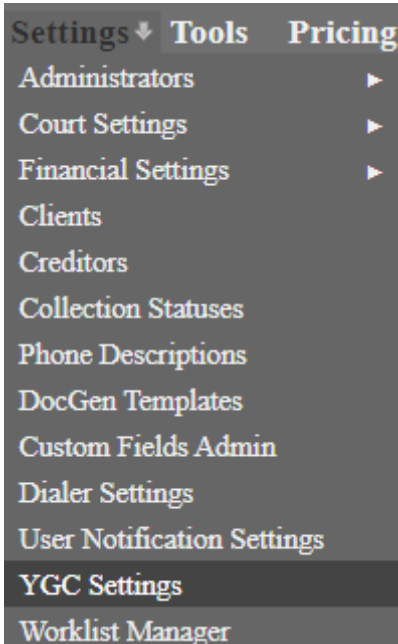 Settings Tools Pricing
Administrators
Court Settings
Financial Settings
Clients
Creditors
Collection Statuses
Phone Descriptions
DocGen Templates
Custom Fields Admin
Dialer Settings
User Notification Settings
YGC Settings
Worklist Manager